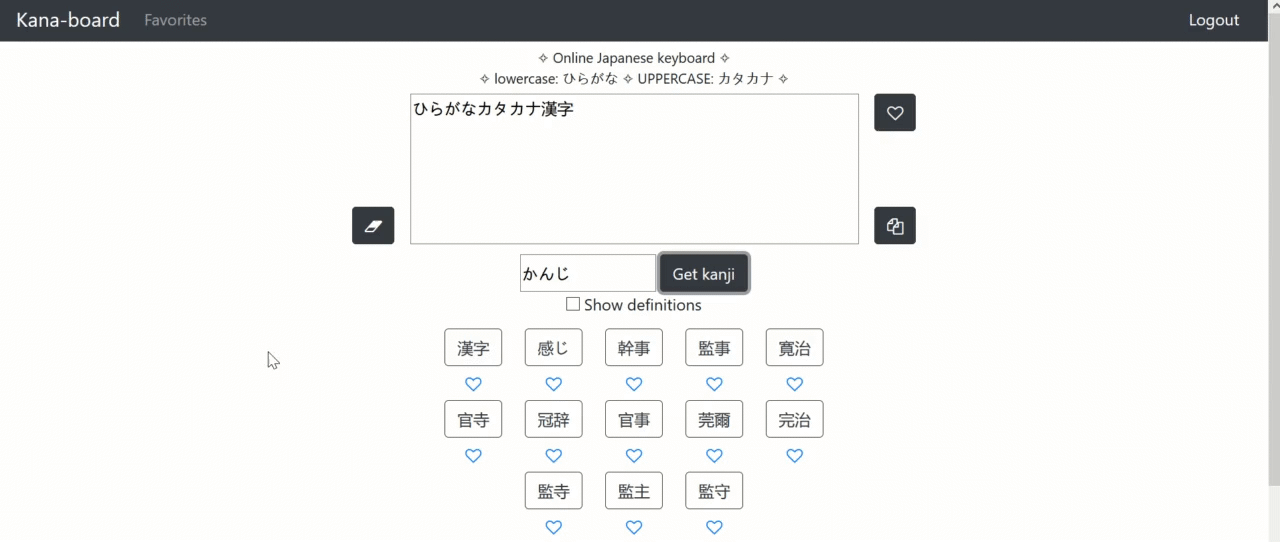 Kana-board Favorites Logout
✧ Online Japanese keyboard ✧
✧ lowercase: ひらがな ✧ UPPERCASE: カタカナ ✧
ひらがなカタカナ漢字
かんじ Get kanji
Show definitions
漢字 感じ 幹事 監事 寛治
官寺 冠辞 官事 莞爾 完治
監寺 監主 監守